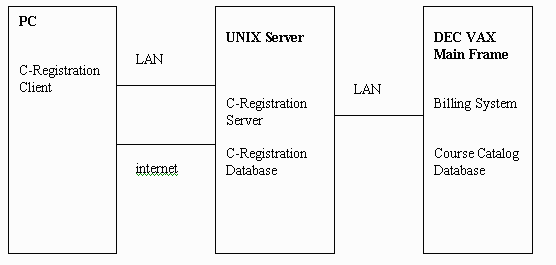 PC
C-Registration
Client
LAN
internet
UNIX Server
C-Registration
Server
C-Registration
Database
LAN
DEC VAX
Main Frame
Billing System
Course Catalog
Database